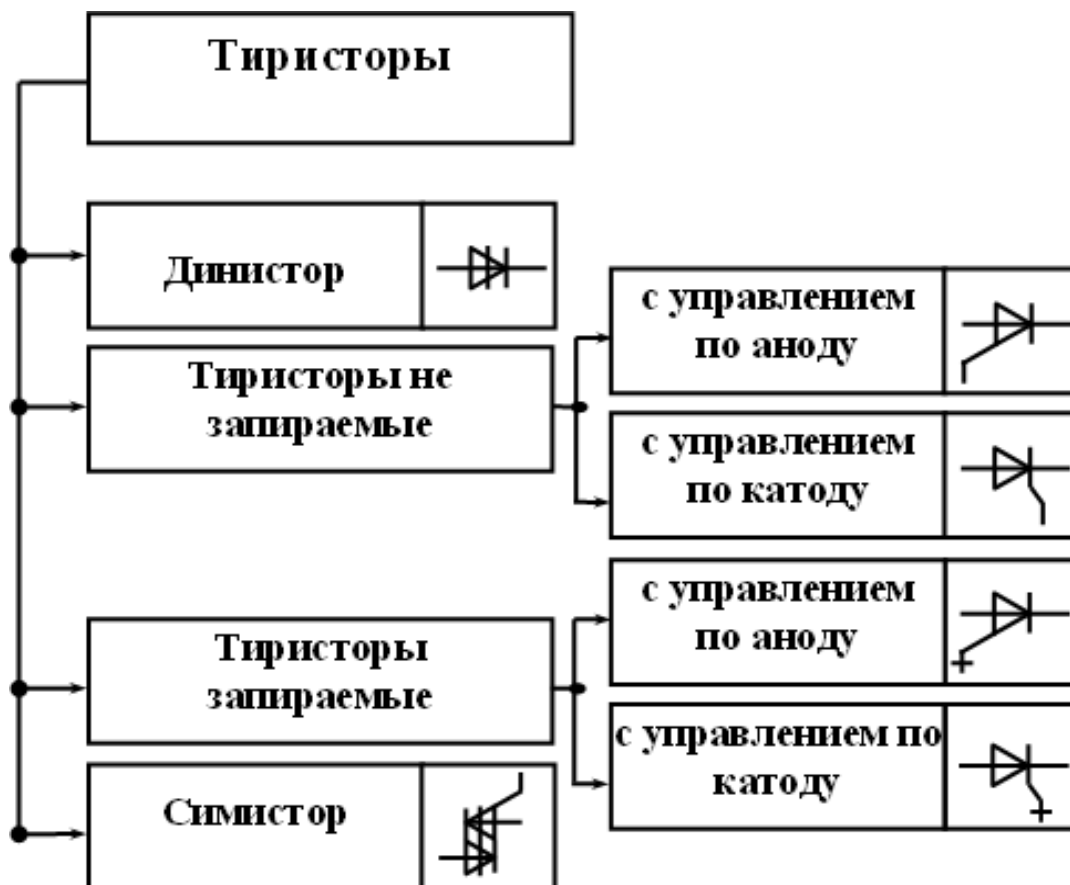 Тиристоры
Динистор
Тиристоры не
запираемые
с управлением
по аноду
с управлением
по катоду
Тиристоры
запираемые
с управлением
по аноду
с управлением по
катоду
Симистор